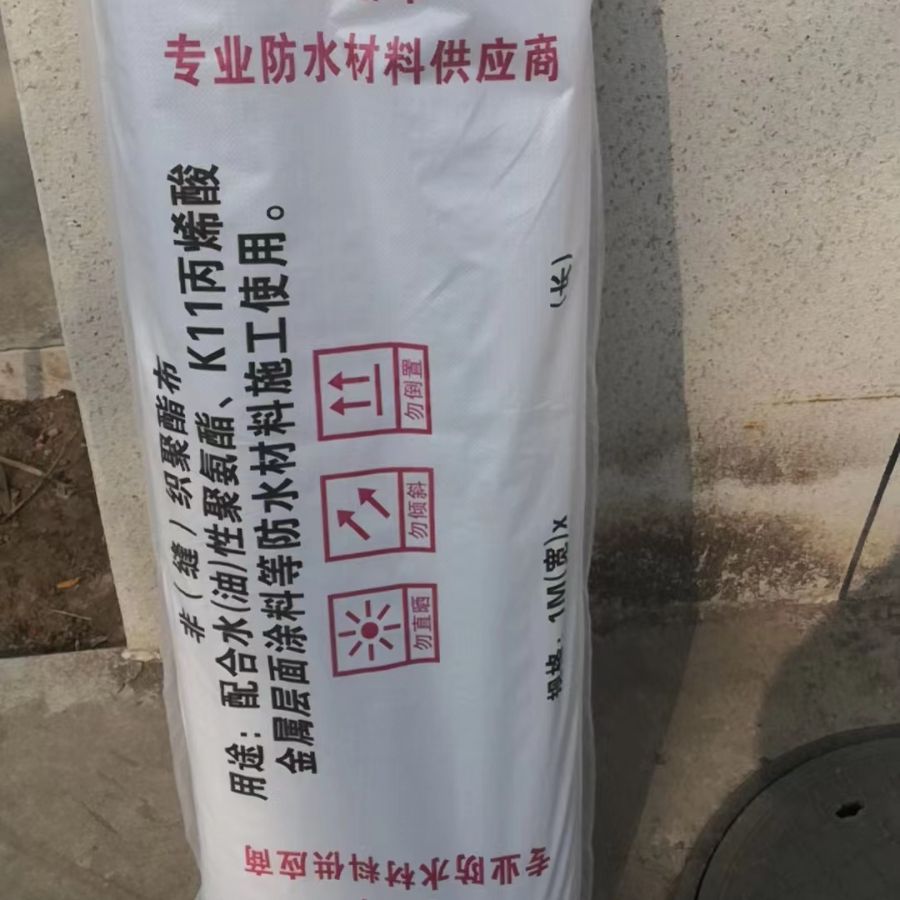 专业防水材料供应商
非（缝）织聚酯布
用途：配合水(油)性聚氨酯、K11丙烯酸
金属层面涂料等防水材料施工使用。
勿倒置
勿倾斜
勿直晒
规格：1M(宽)x
(长)
专业防水材料供应商